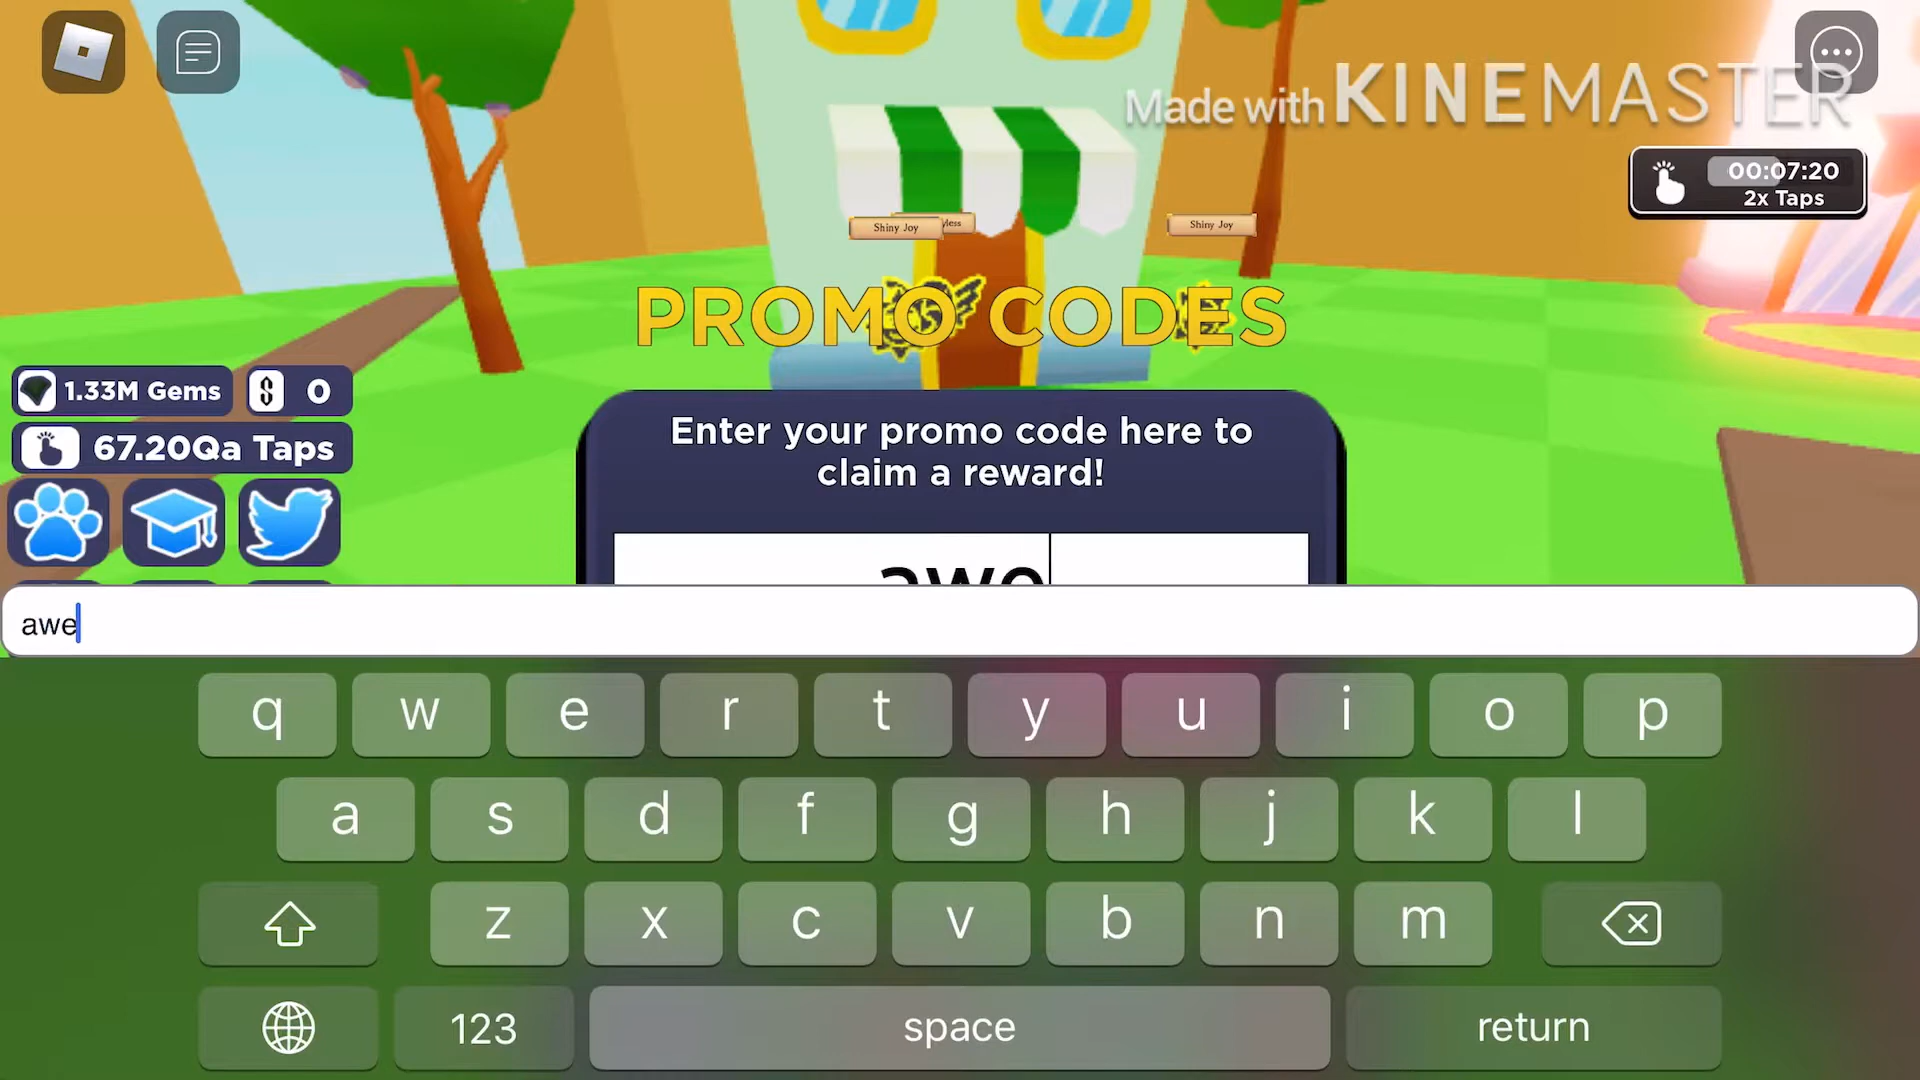 Made with KINEMASTER
00:07:20
2x Taps
Shiny Joy
Shiny Joy
PROMO CODES
1.33M Gems
0
67.20Qa Taps
Enter your promo code here to
claim a reward!
awe
awe
q w e r t y u i o p
a s d f g h j k l
z x c v b n m
123 space return